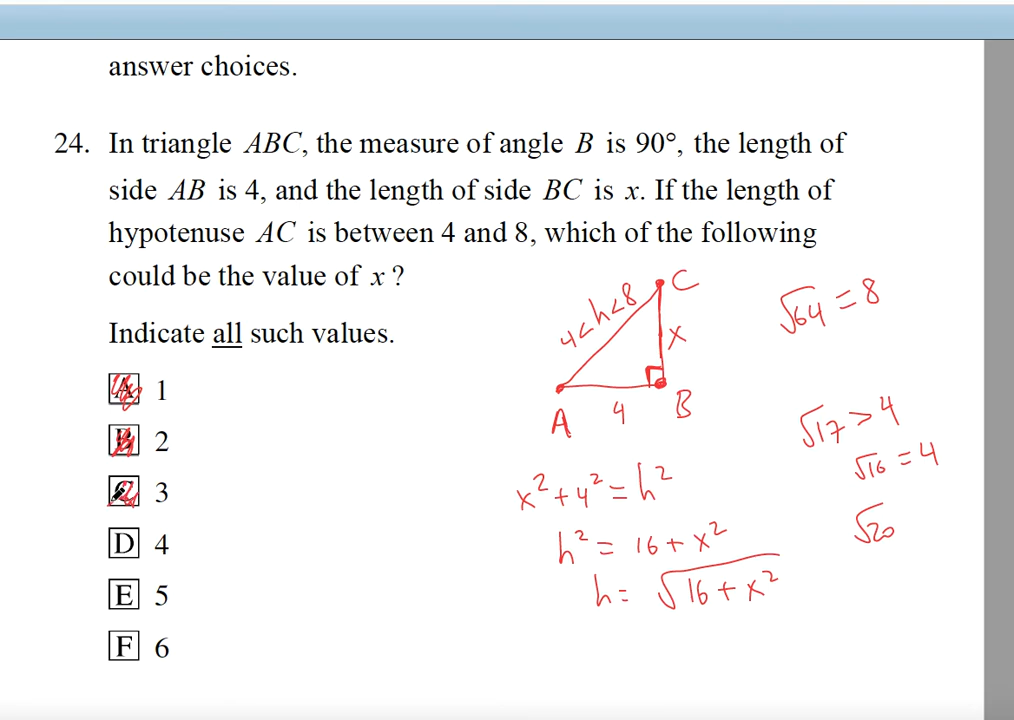 answer choices.
24. In triangle ABC, the measure of angle B is 90°, the length of
side AB is 4, and the length of side BC is x. If the length of
hypotenuse AC is between 4 and 8, which of the following
could be the value of x ?
Indicate all such values.
1
2
3
D 4
E 5
F 6
C
4<h<8
x
A
4
B
√64 = 8
√17 > 4
√16 = 4
√20
x² + 4² = h²
h² = 16 + x²
h = √16 + x²